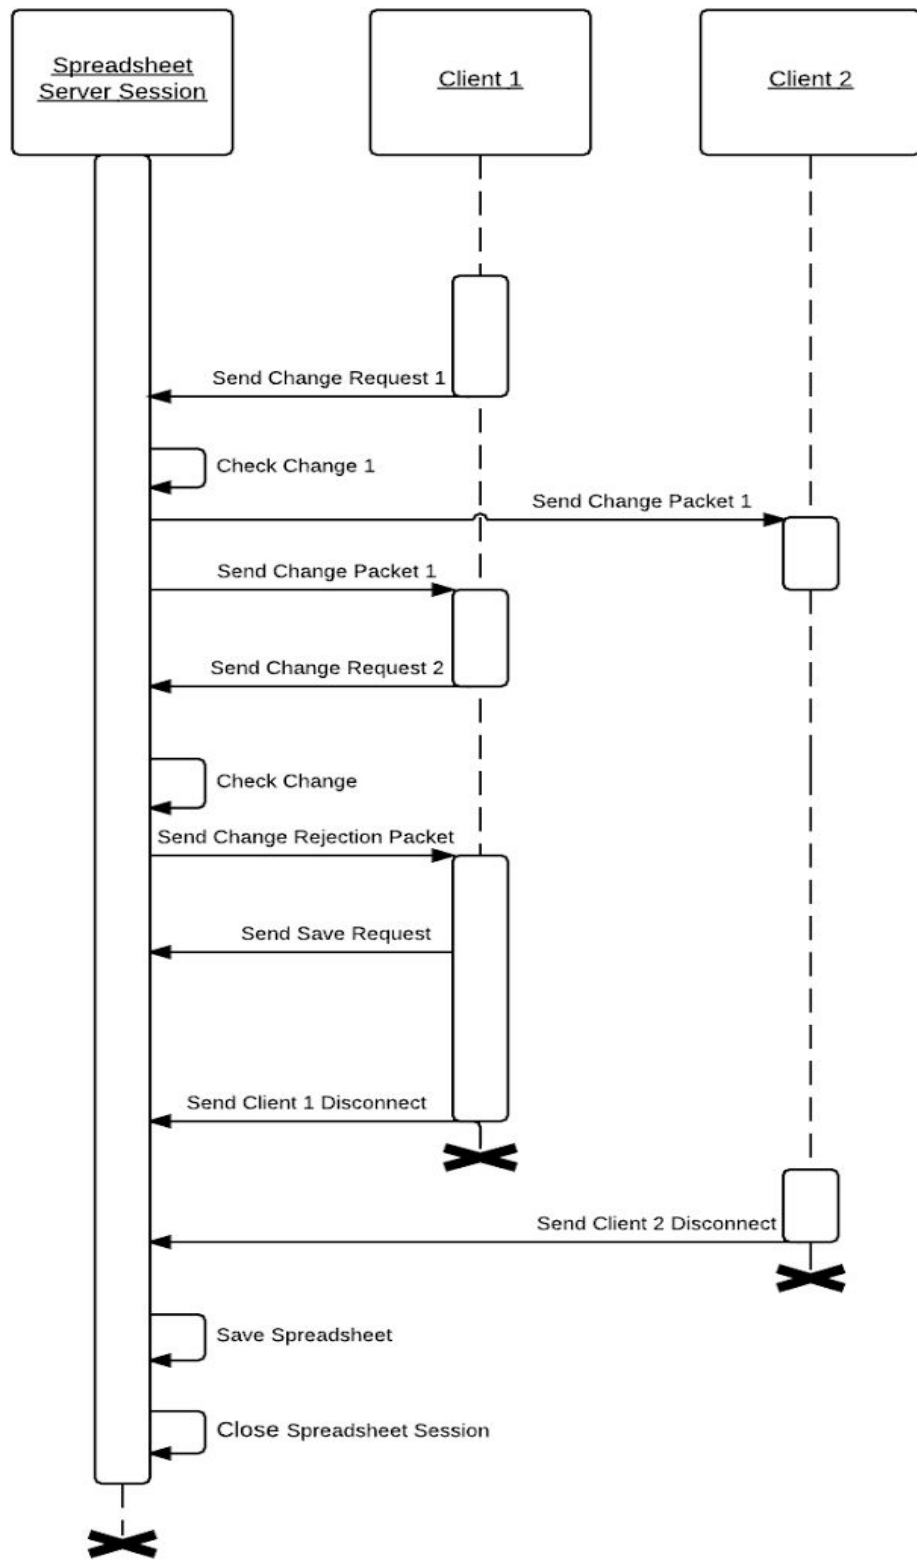 Spreadsheet
Server Session
Client 1
Client 2
Send Change Request 1
Check Change 1
Send Change Packet 1
Send Change Packet 1
Send Change Request 2
Check Change
Send Change Rejection Packet
Send Save Request
Send Client 1 Disconnect
Send Client 2 Disconnect
Save Spreadsheet
Close Spreadsheet Session